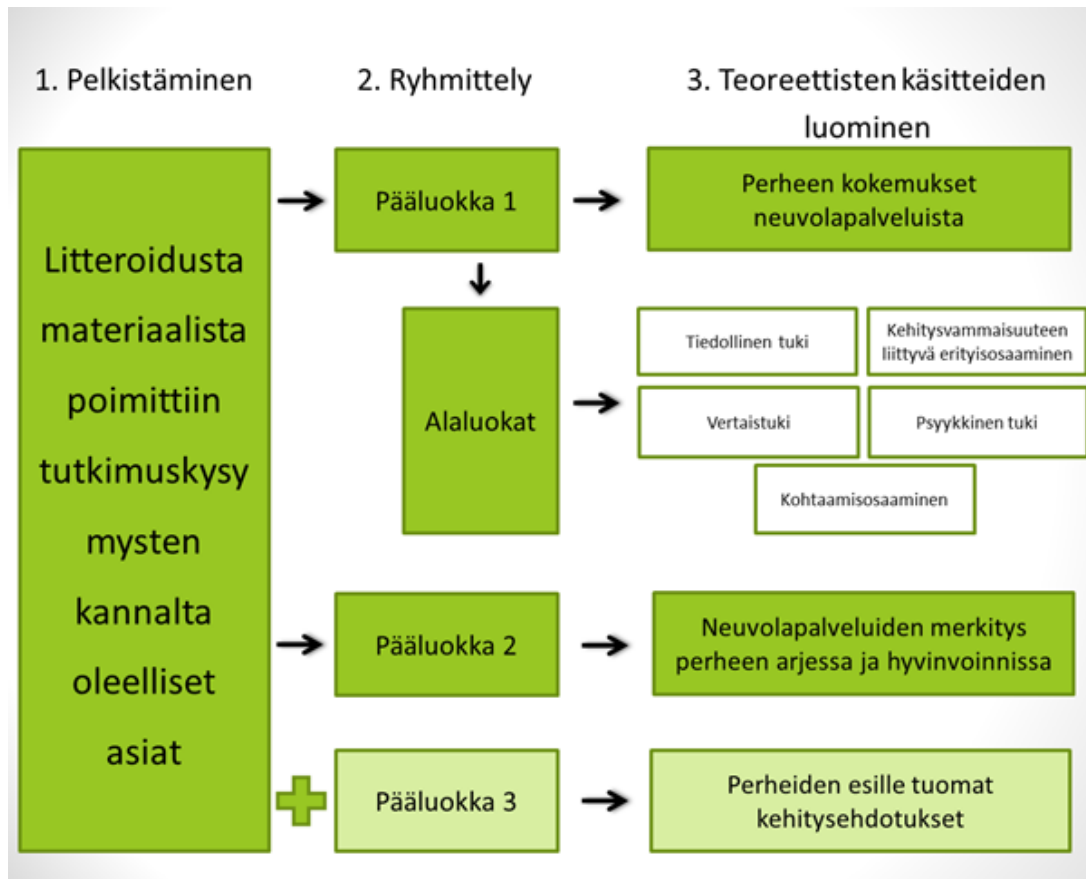 1. Pelkistäminen
2. Ryhmittely
3. Teoreettisten käsitteiden
luominen
Litteroidusta
materiaalista
poimittiin
tutkimuskysy
mysten
kannalta
oleelliset
asiat
Pääluokka 1
Perheen kokemukset
neuvolapalveluista
Alaluokat
Tiedollinen tuki
Kehitysvammaisuuteen
liittyvä erityisosaaminen
Vertaistuki
Psyykkinen tuki
Kohtaamisosaaminen
Pääluokka 2
Neuvolapalveluiden merkitys
perheen arjessa ja hyvinvoinnissa
Pääluokka 3
Perheiden esille tuomat
kehitysehdotukset